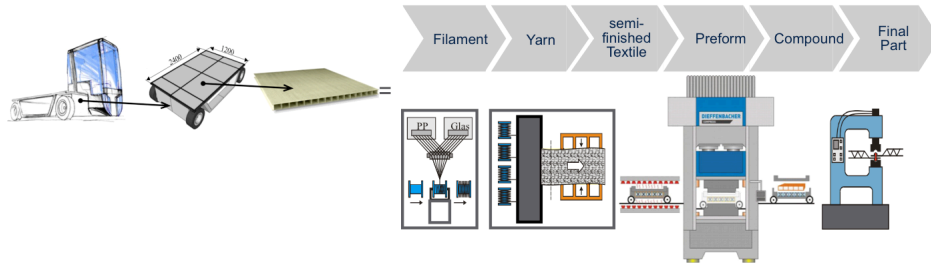 2400
1200
=
Filament
Yarn
semi-
finished
Textile
Preform
Compound
Final
Part
PP
Glas
DIEFFENBACHER